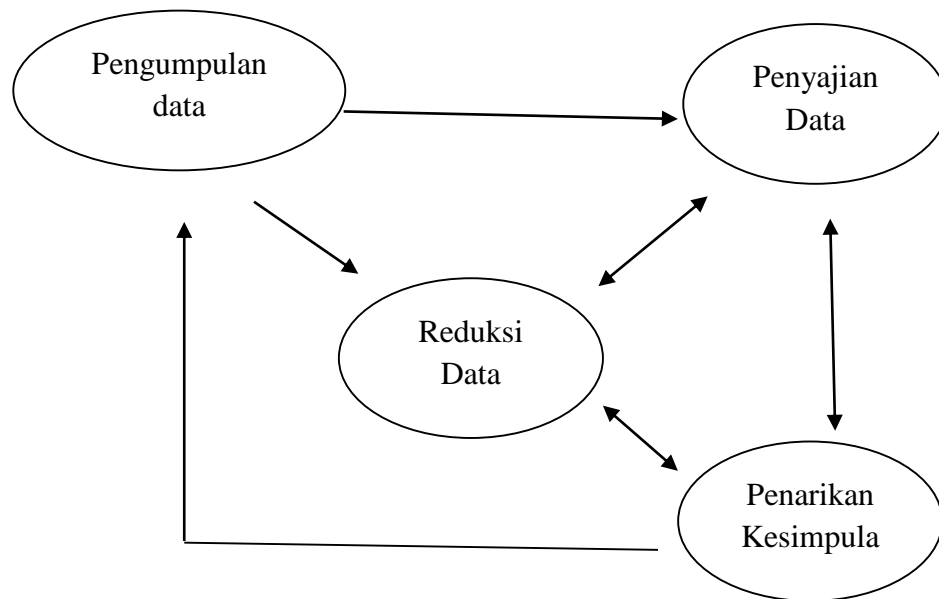 Pengumpulan
data
Penyajian
Data
Reduksi
Data
Penarikan
Kesimpula